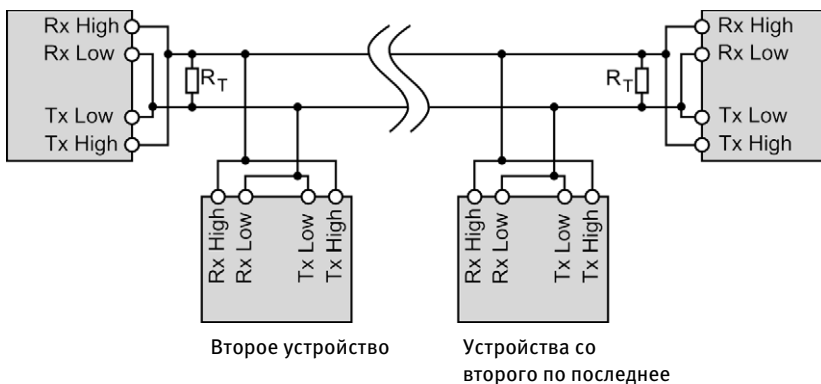 Rx High
Rx Low
Tx Low
Tx High
R_T
R_T
Rx High
Rx Low
Tx Low
Tx High
Rx High
Rx Low
Tx Low
Tx High
Rx High
Rx Low
Tx Low
Tx High
Второе устройство
Устройства со
второго по последнее